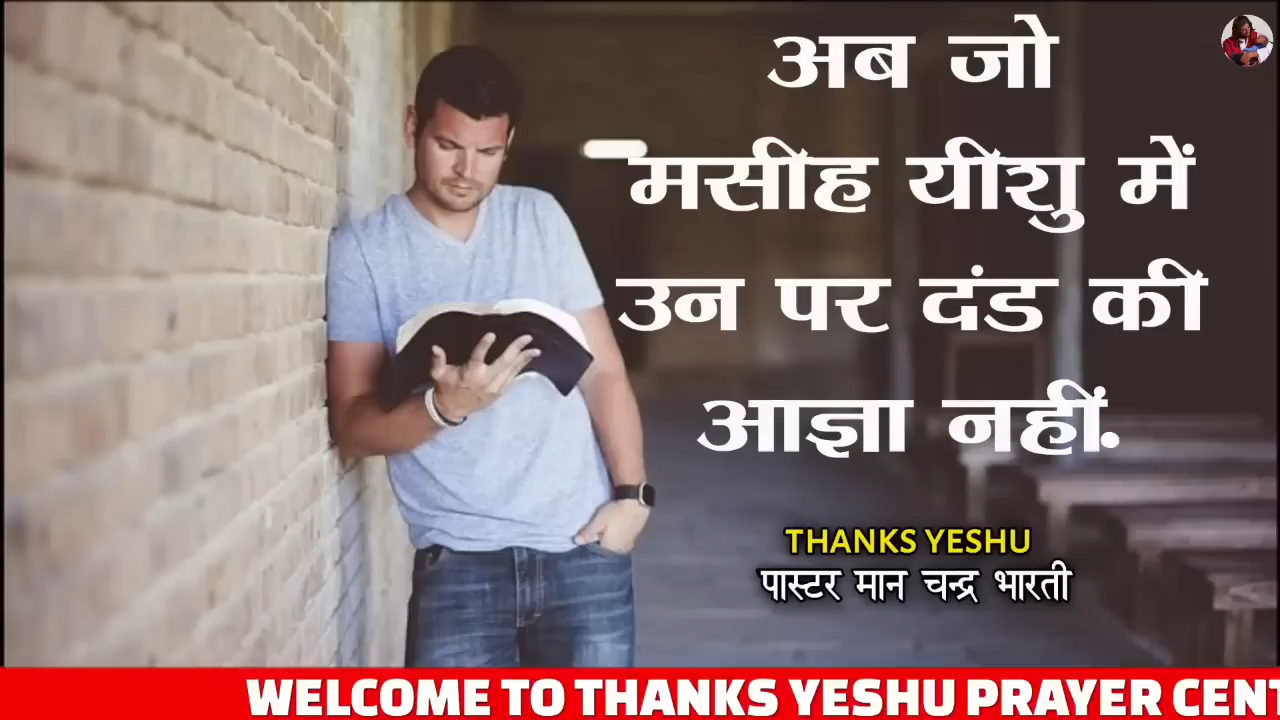 अब जो
मसीह यीशु में
उन पर दंड की
आज्ञा नहीं.
THANKS YESHU
पास्टर मान चन्द्र भारती
WELCOME TO THANKS YESHU PRAYER CENT